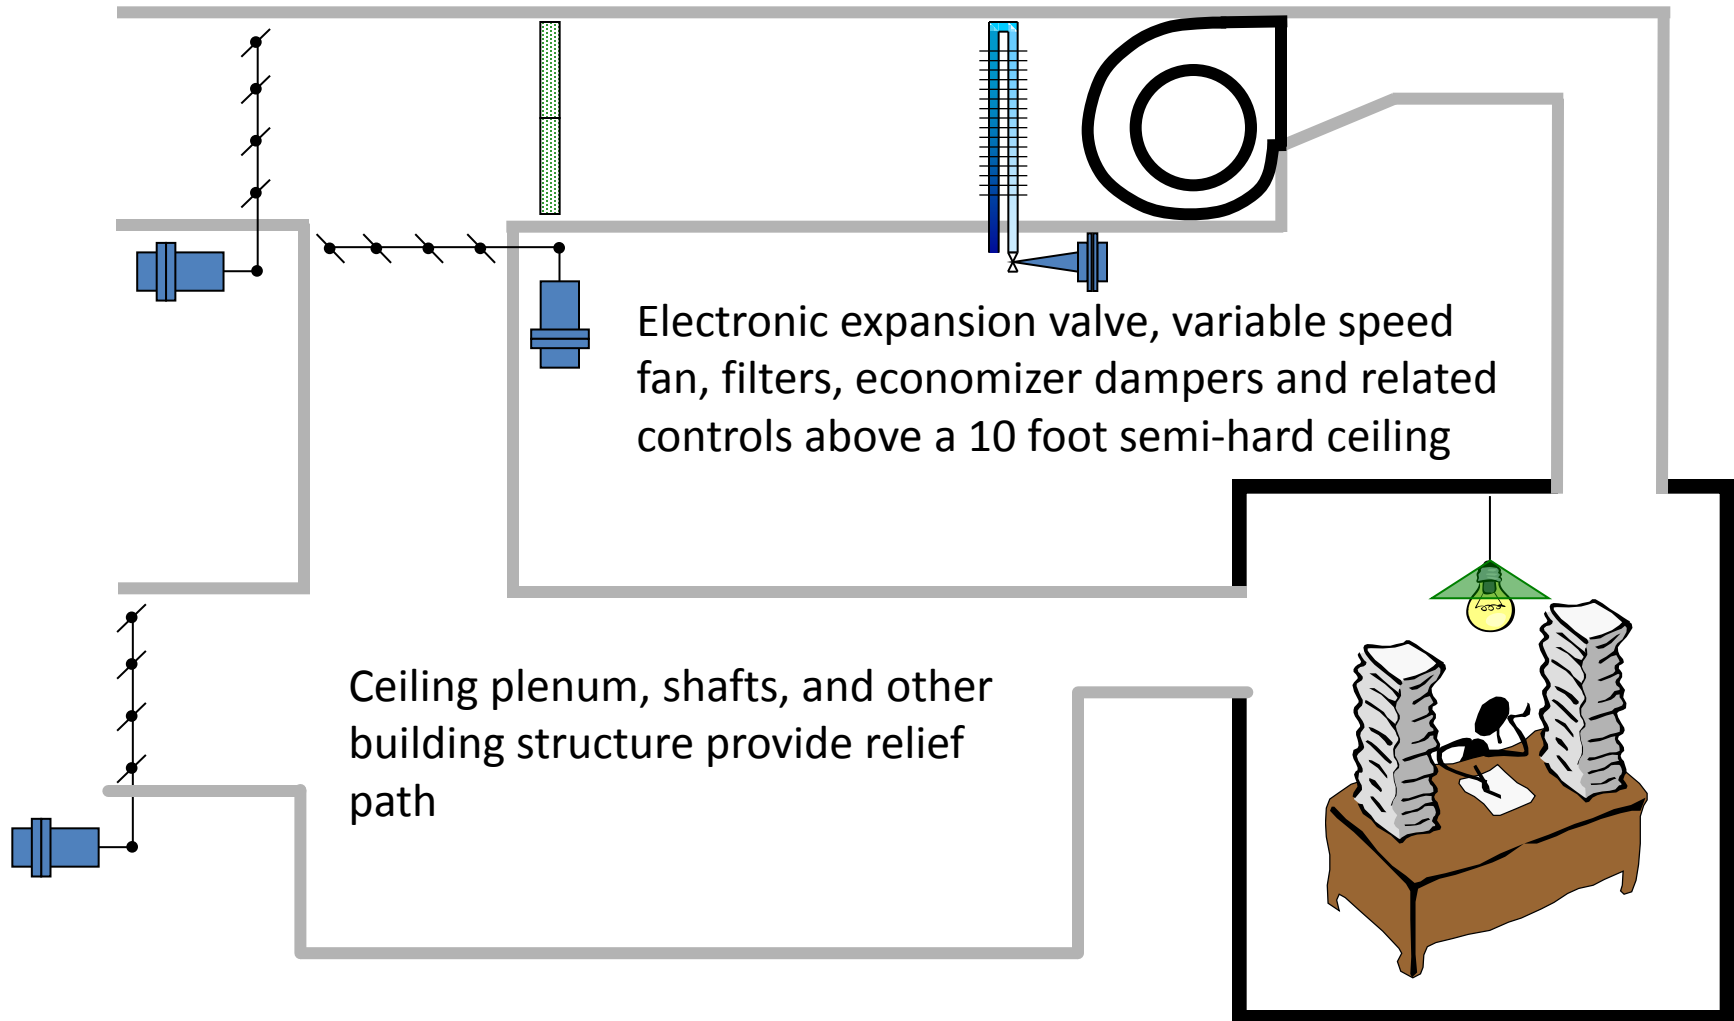 Electronic expansion valve, variable speed
fan, filters, economizer dampers and related
controls above a 10 foot semi-hard ceiling
Ceiling plenum, shafts, and other
building structure provide relief
path